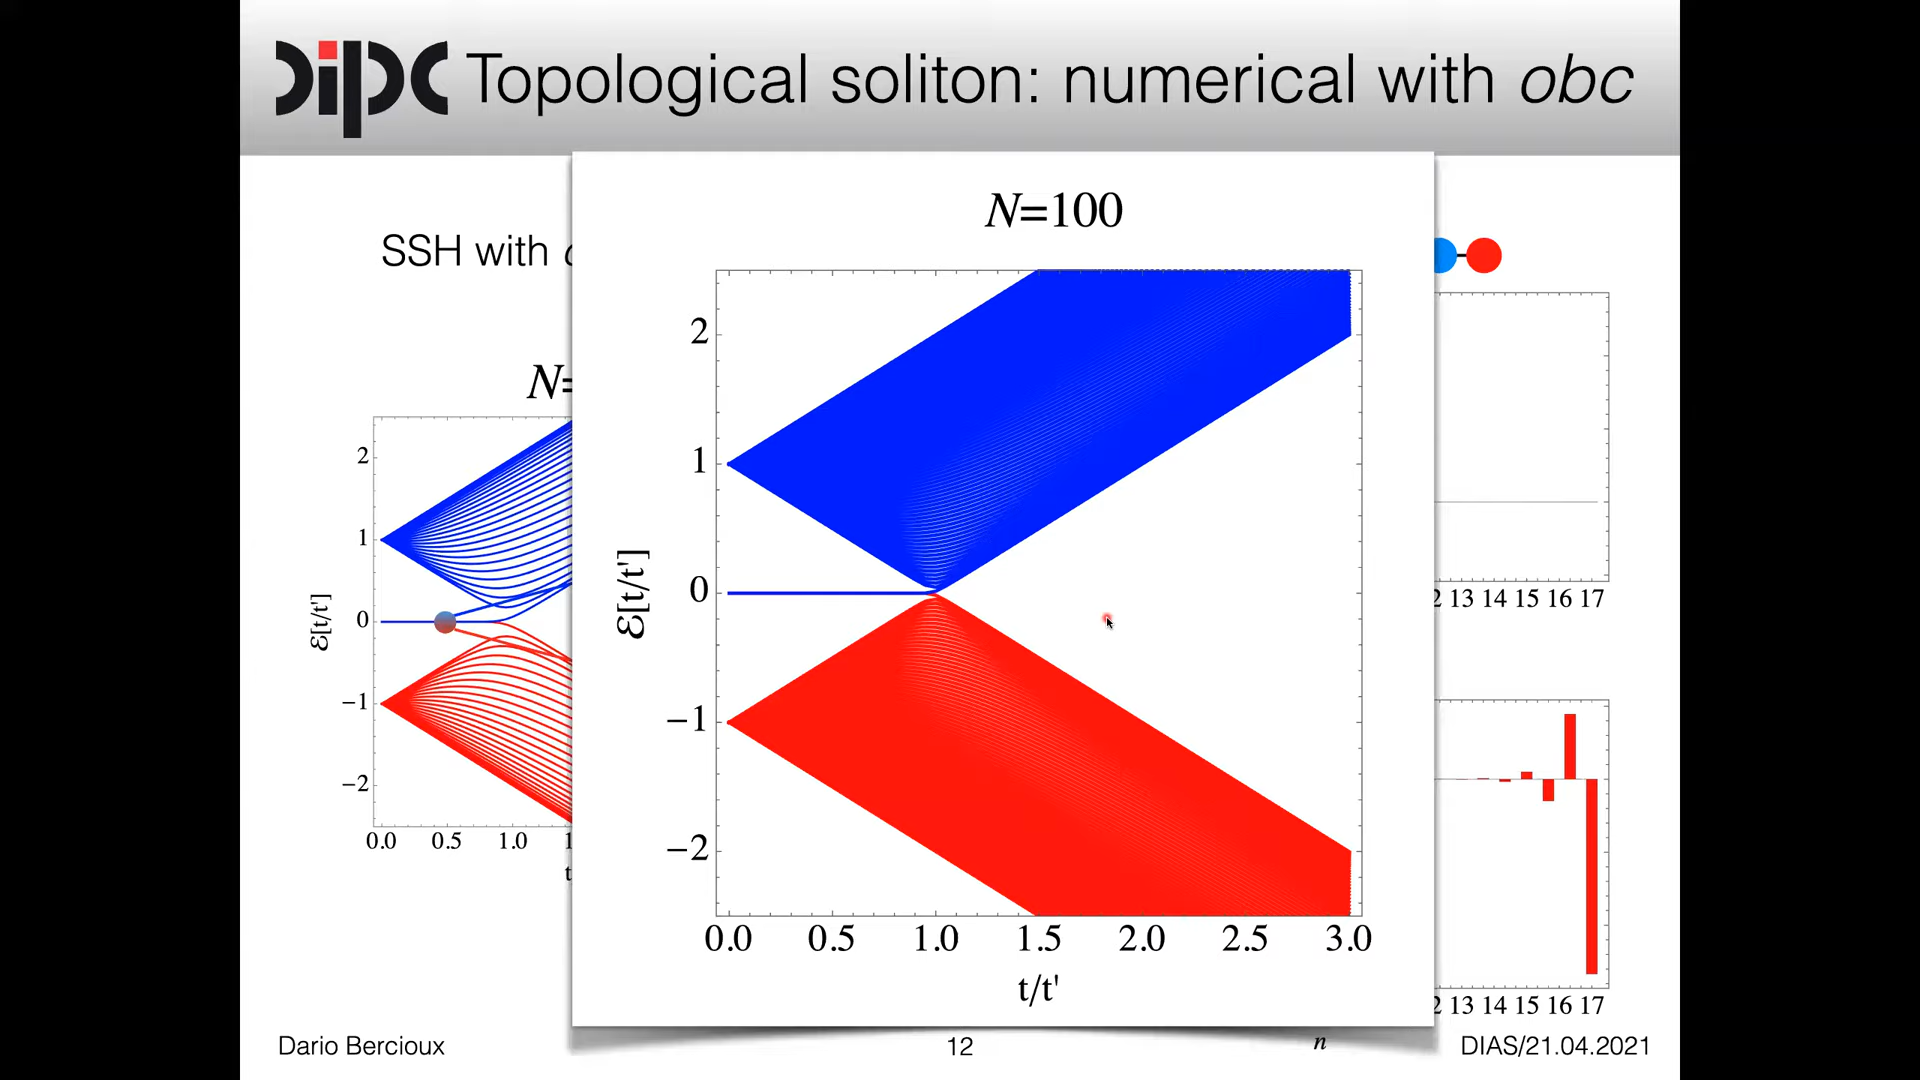 dipc Topological soliton: numerical with obc
SSH with
N=
2
1
0
−1
−2
ε[t/t']
0.0 0.5 1.0
N=100
2
1
0
−1
−2
ε[t/t']
0.0 0.5 1.0 1.5 2.0 2.5 3.0
t/t'
2 13 14 15 16 17
2 13 14 15 16 17
n
Dario Bercioux
12
DIAS/21.04.2021